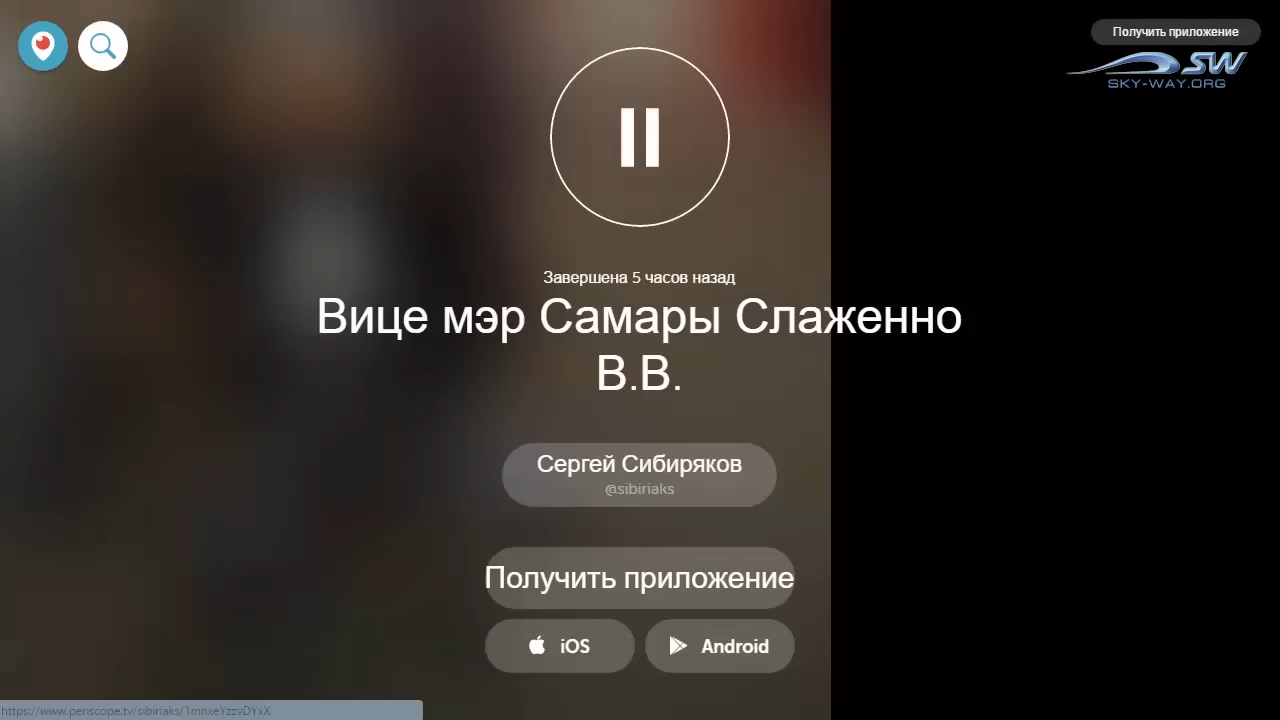 Получить приложение
SW
SKY-WAY.ORG
Завершена 5 часов назад
Вице мэр Самары Слаженно
В.В.
Сергей Сибиряков
@sibiriaks
Получить приложение
iOS
Android